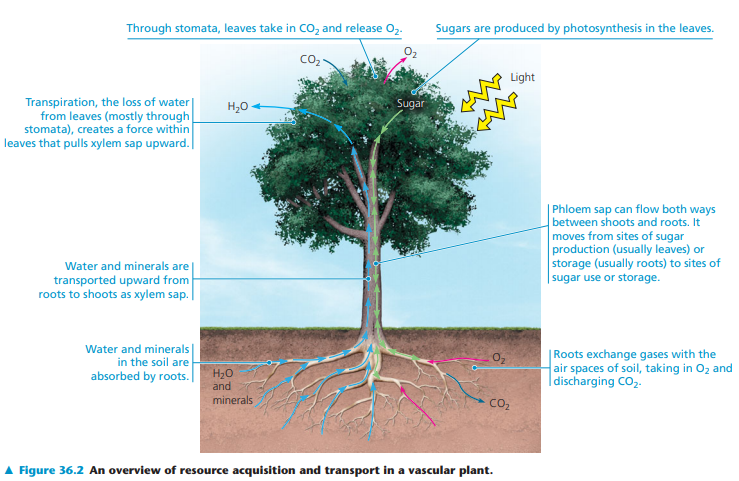 Through stomata, leaves take in CO₂ and release O₂.
Sugars are produced by photosynthesis in the leaves.
CO₂
O₂
Light
H₂O
Sugar
Transpiration, the loss of water
from leaves (mostly through
stomata), creates a force within
leaves that pulls xylem sap upward.
Phloem sap can flow both ways
between shoots and roots. It
moves from sites of sugar
production (usually leaves) or
storage (usually roots) to sites of
sugar use or storage.
Water and minerals are
transported upward from
roots to shoots as xylem sap.
Water and minerals
in the soil are
absorbed by roots.
H₂O
and
minerals
O₂
CO₂
Roots exchange gases with the
air spaces of soil, taking in O₂ and
discharging CO₂.
▲ Figure 36.2 An overview of resource acquisition and transport in a vascular plant.